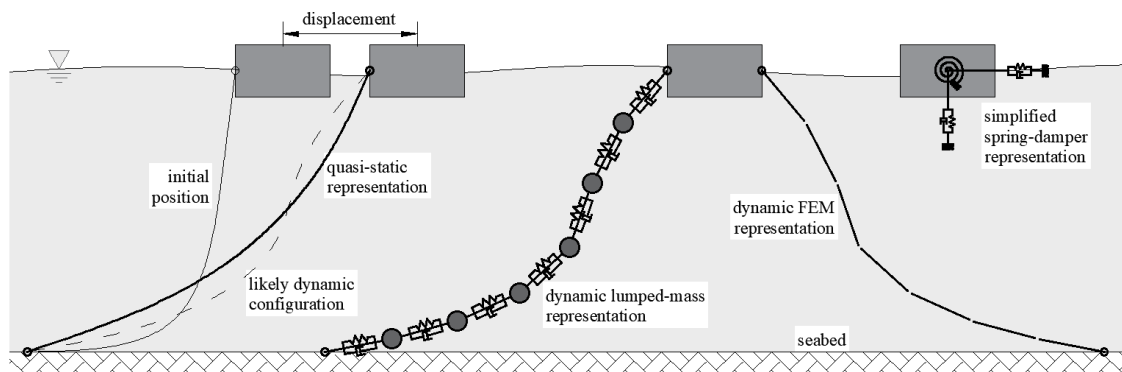 displacement
initial
position
quasi-static
representation
likely dynamic
configuration
dynamic lumped-mass
representation
dynamic FEM
representation
simplified
spring-damper
representation
seabed